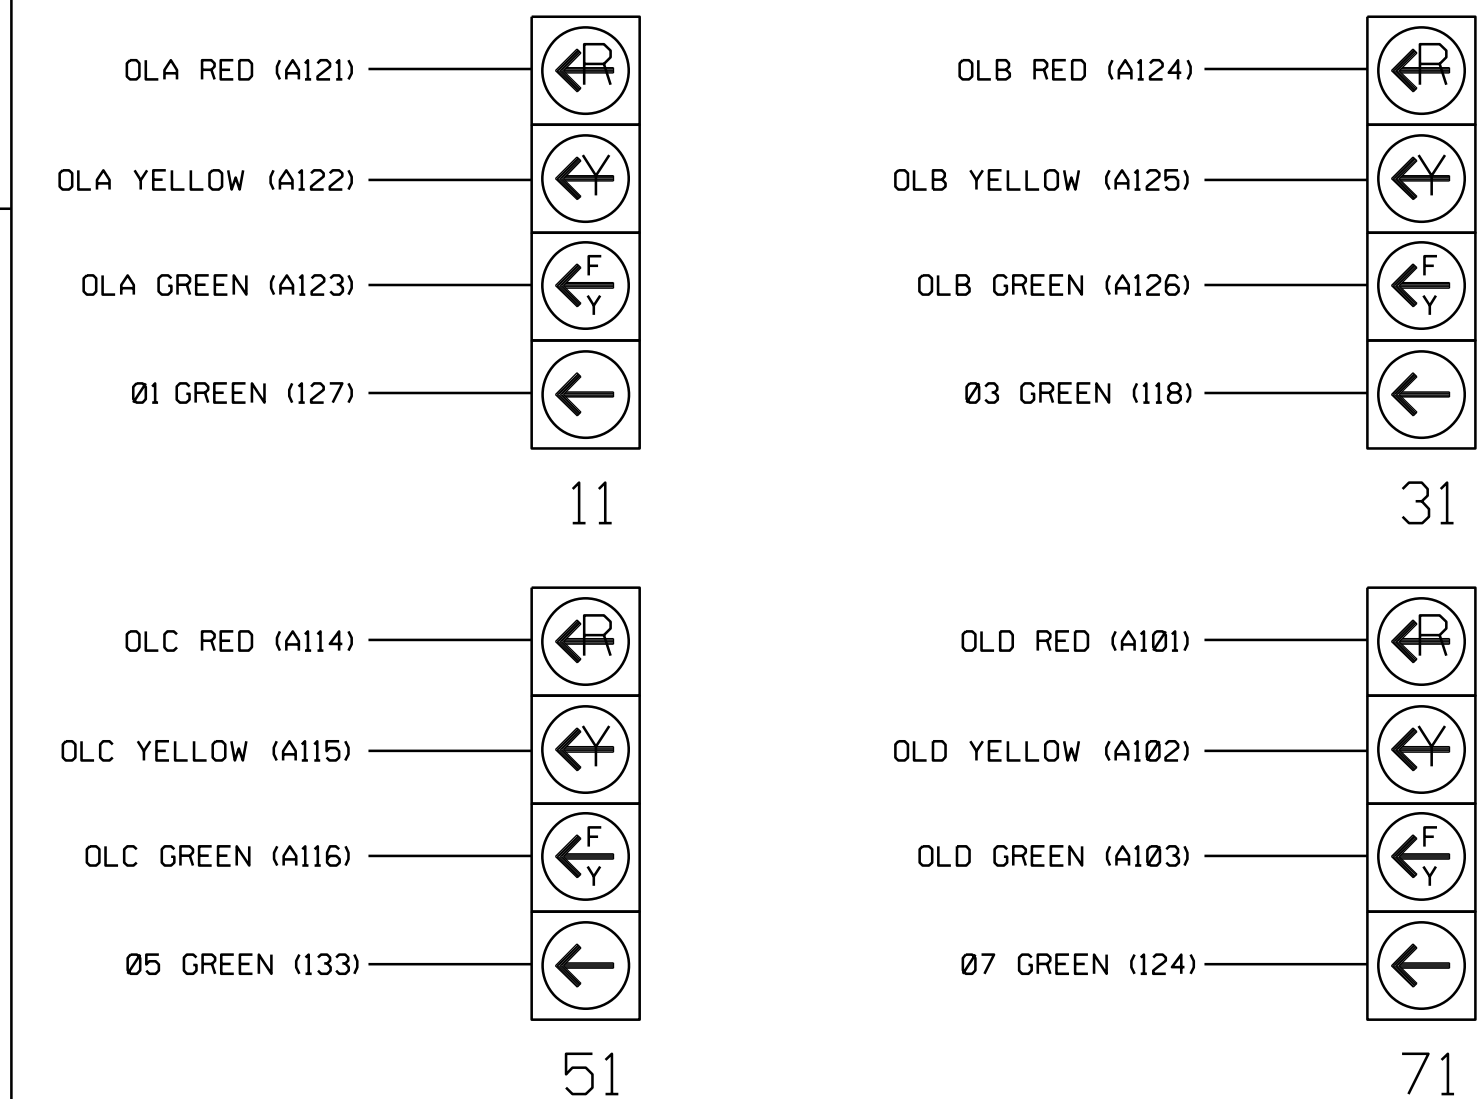 OLA RED (A121)
R
OLA YELLOW (A122)
Y
OLA GREEN (A123)
F
Y
Ø1 GREEN (127)
11
OLB RED (A124)
R
OLB YELLOW (A125)
Y
OLB GREEN (A126)
F
Y
Ø3 GREEN (118)
31
OLC RED (A114)
R
OLC YELLOW (A115)
Y
OLC GREEN (A116)
F
Y
Ø5 GREEN (133)
51
OLD RED (A1Ø1)
R
OLD YELLOW (A1Ø2)
Y
OLD GREEN (A1Ø3)
F
Y
Ø7 GREEN (124)
71